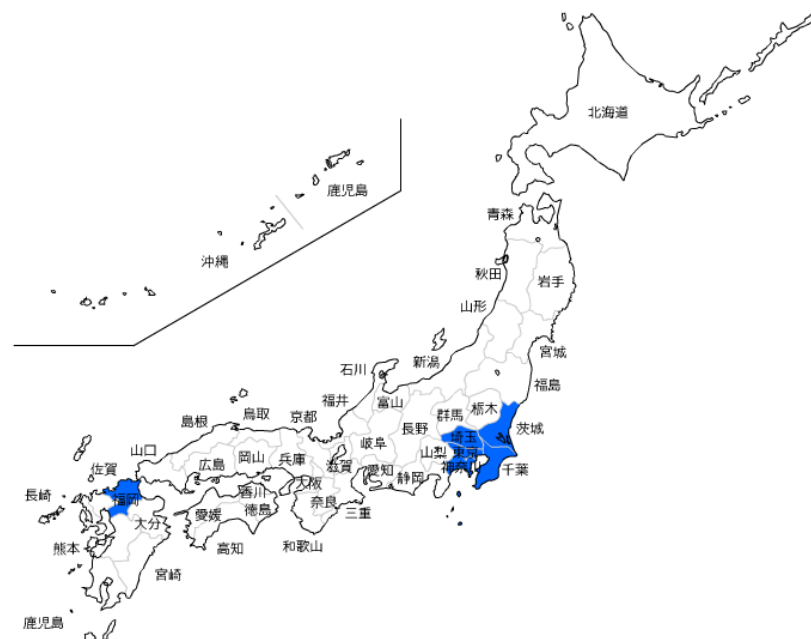 北海道
鹿児島
青森
沖縄
秋田
岩手
山形
宮城
新潟
石川
福島
福井
富山
群馬
栃木
鳥取
島根
京都
長野
茨城
埼玉
岐阜
山口
岡山
兵庫
山梨
東京
広島
滋賀
愛知
神奈川
千葉
佐賀
静岡
大阪
香川
長崎
福岡
奈良
徳島
愛媛
三重
大分
熊本
高知
和歌山
宮崎
鹿児島